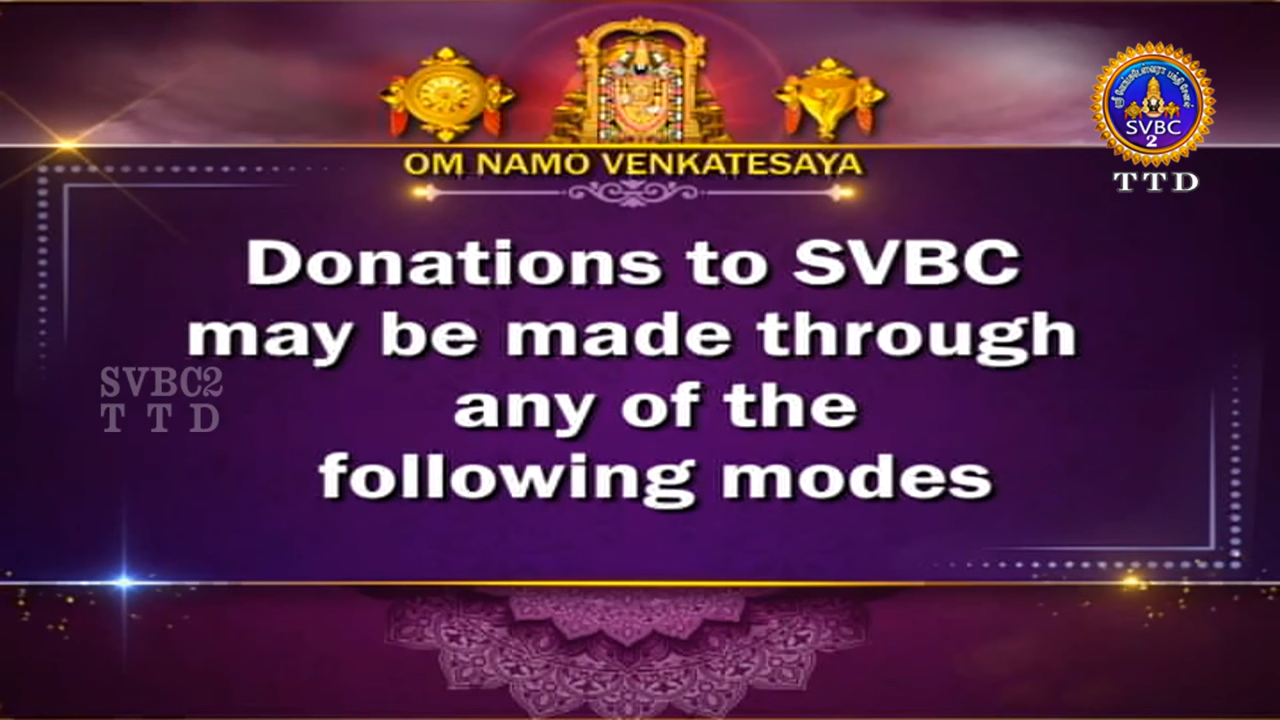 OM NAMO VENKATESAYA
SVBC
2
TTD
Donations to SVBC
may be made through
any of the
following modes
SVBC2
TTD